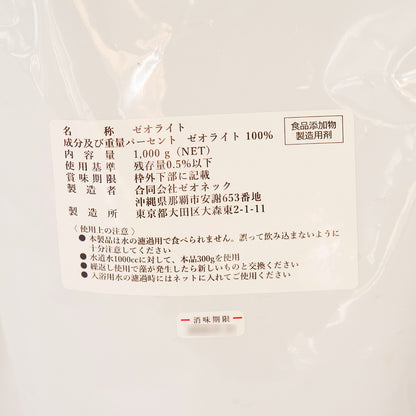 食品添加物
製造用剤
名　　　称　ゼオライト
成分及び重量パーセント　ゼオライト 100%
内　容　量　1,000 g（NET）
使 用 基 準　残存量0.5%以下
賞 味 期 限　枠外下部に記載
製　造　者　合同会社ゼオネック
沖縄県那覇市安謝653番地
製　造　所　東京都大田区大森東2-1-11
〈 使用上の注意 〉
● 本製品は水の濾過用で食べられません。誤って飲み込まないように
十分注意してください
● 水道水1000ccに対して、本品300gを使用
● 繰返し使用で藻が発生したら新しいものと交換ください
● 入浴用水の濾過時にはネットに入れてご使用ください
消味期限